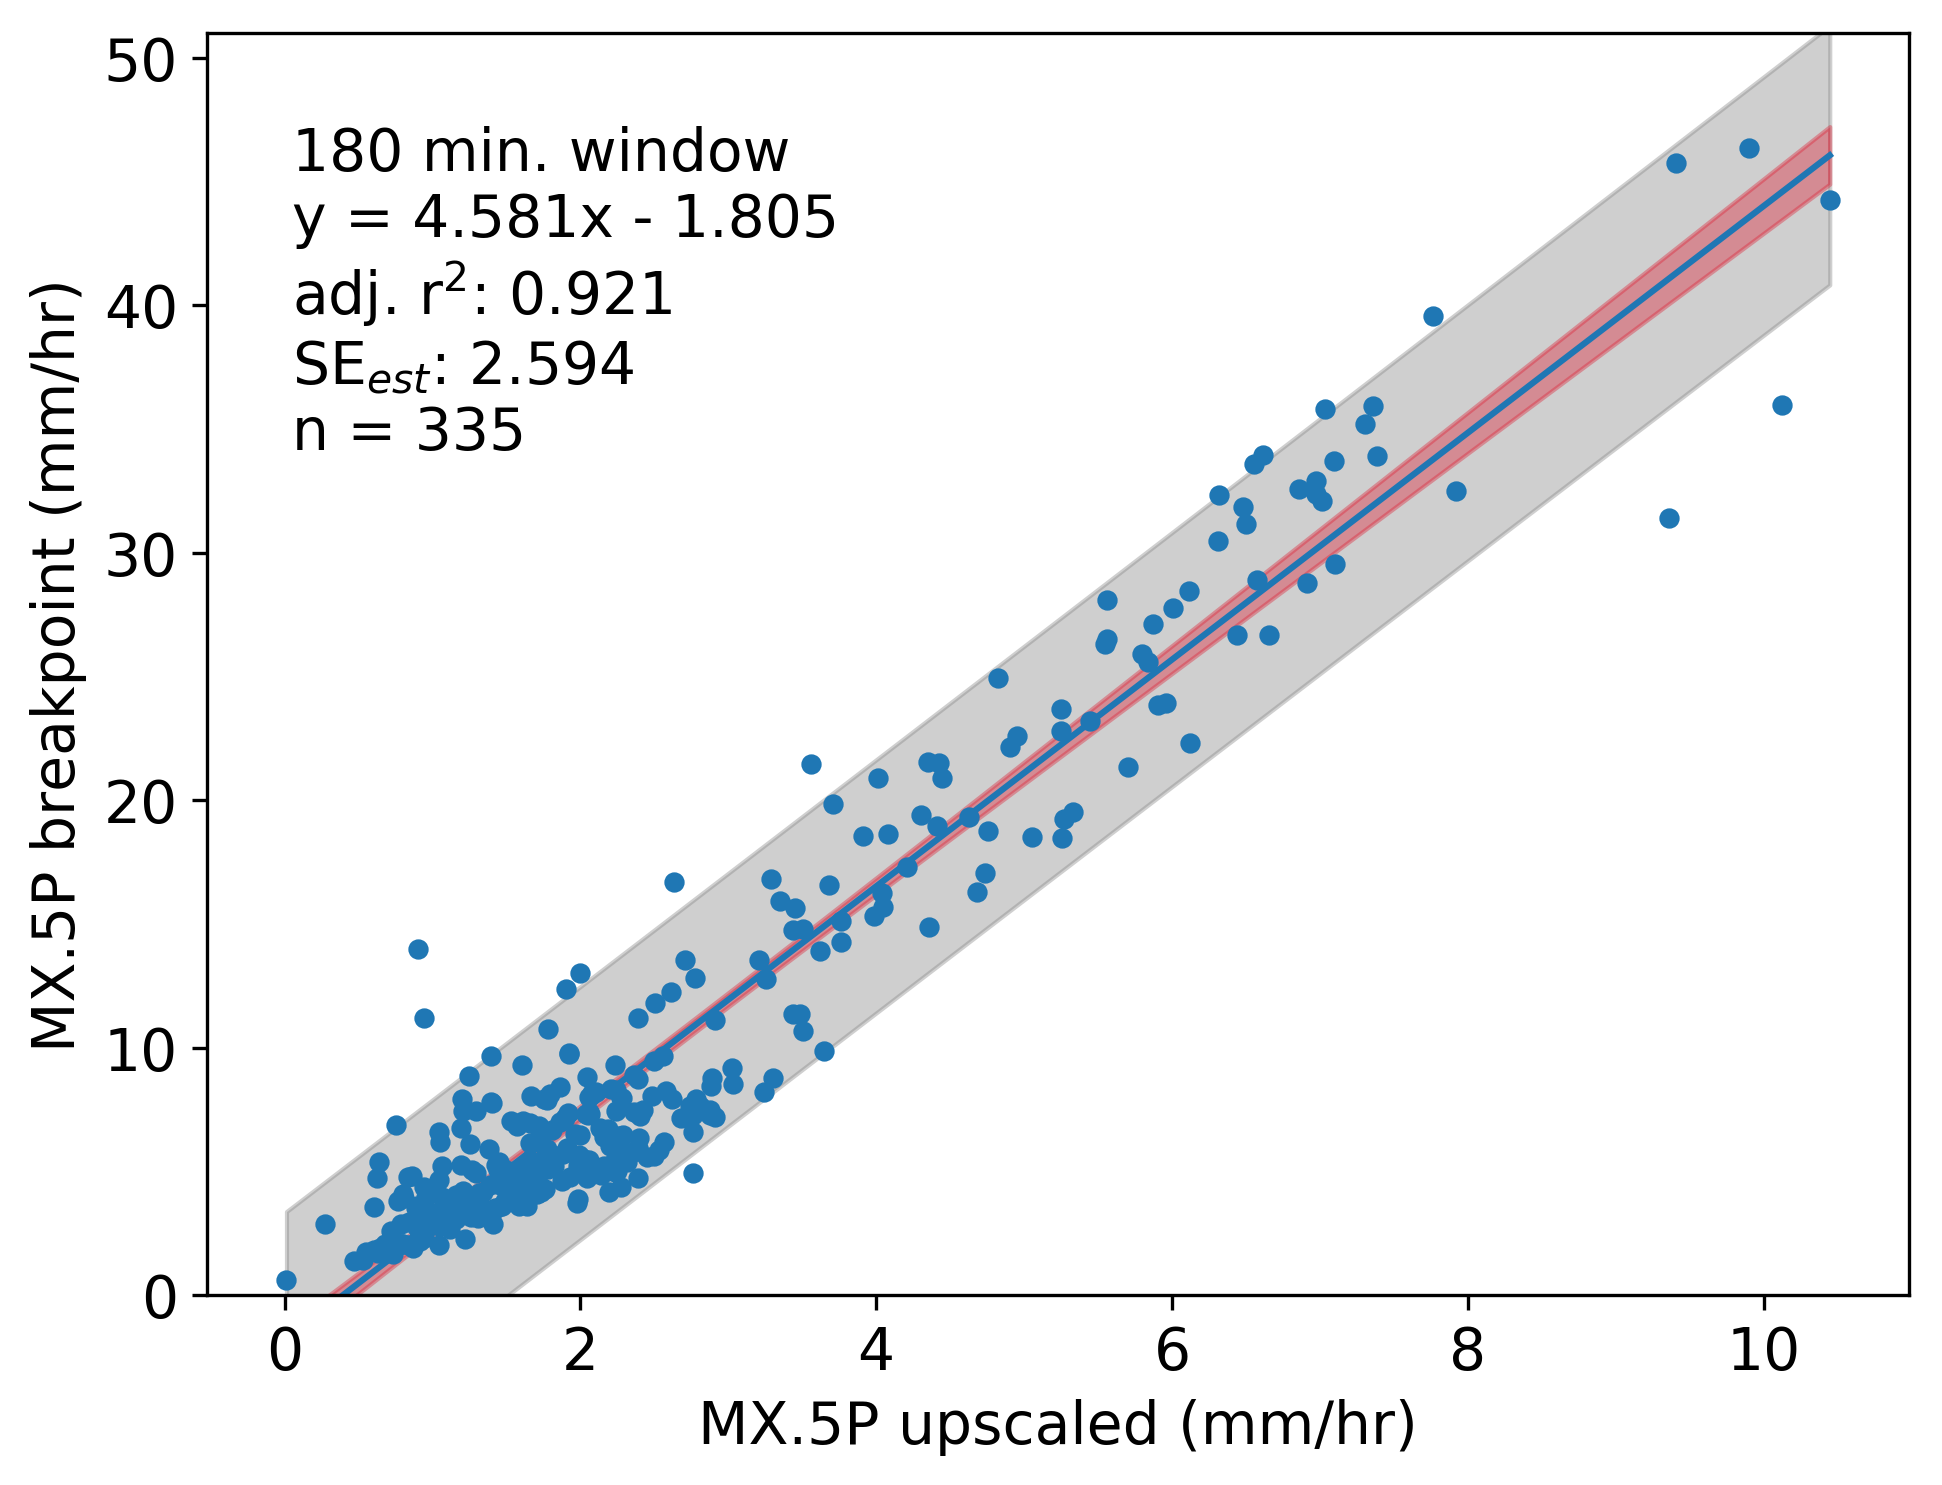 50
40
30
20
10
0
180 min. window
y = 4.581x - 1.805
adj. r²: 0.921
SEest: 2.594
n = 335
MX.5P breakpoint (mm/hr)
0 2 4 6 8 10
MX.5P upscaled (mm/hr)